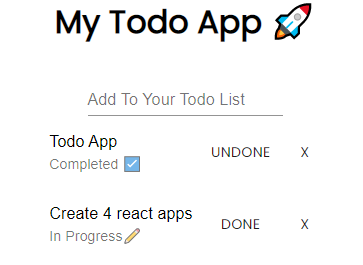 My Todo App 🚀
Add To Your Todo List
Todo App
Completed ☑️
UNDONE X
Create 4 react apps
In Progress✏️
DONE X